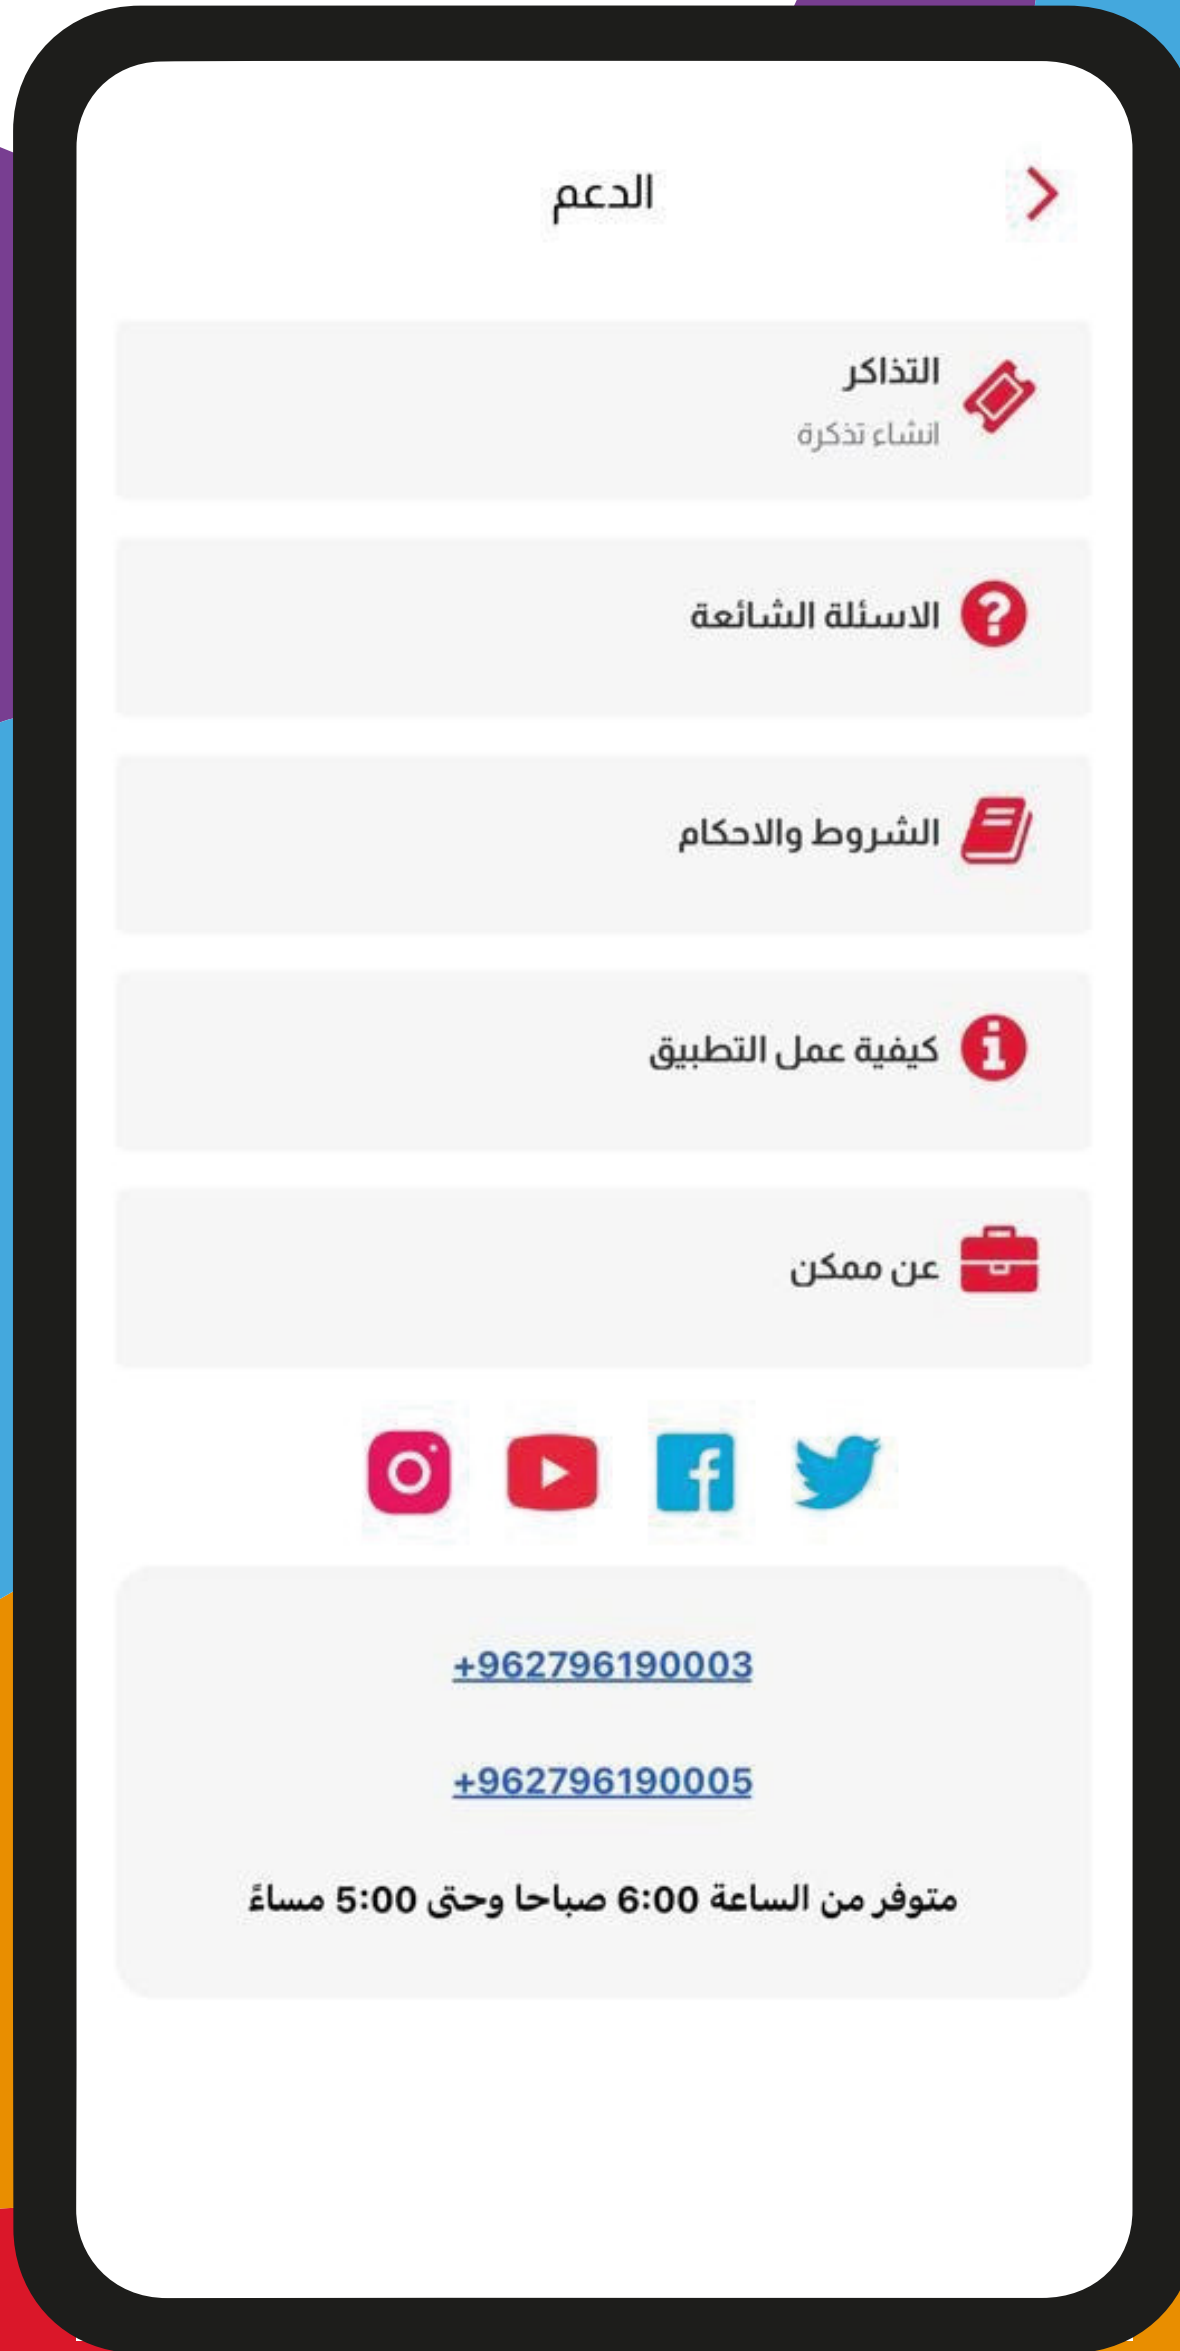 الدعم
التذاكر
انشاء تذكرة
الاسئلة الشائعة
الشروط والاحكام
كيفية عمل التطبيق
عن ممكن
+962796190003
+962796190005
متوفر من الساعة 6:00 صباحا وحتى 5:00 مساءً